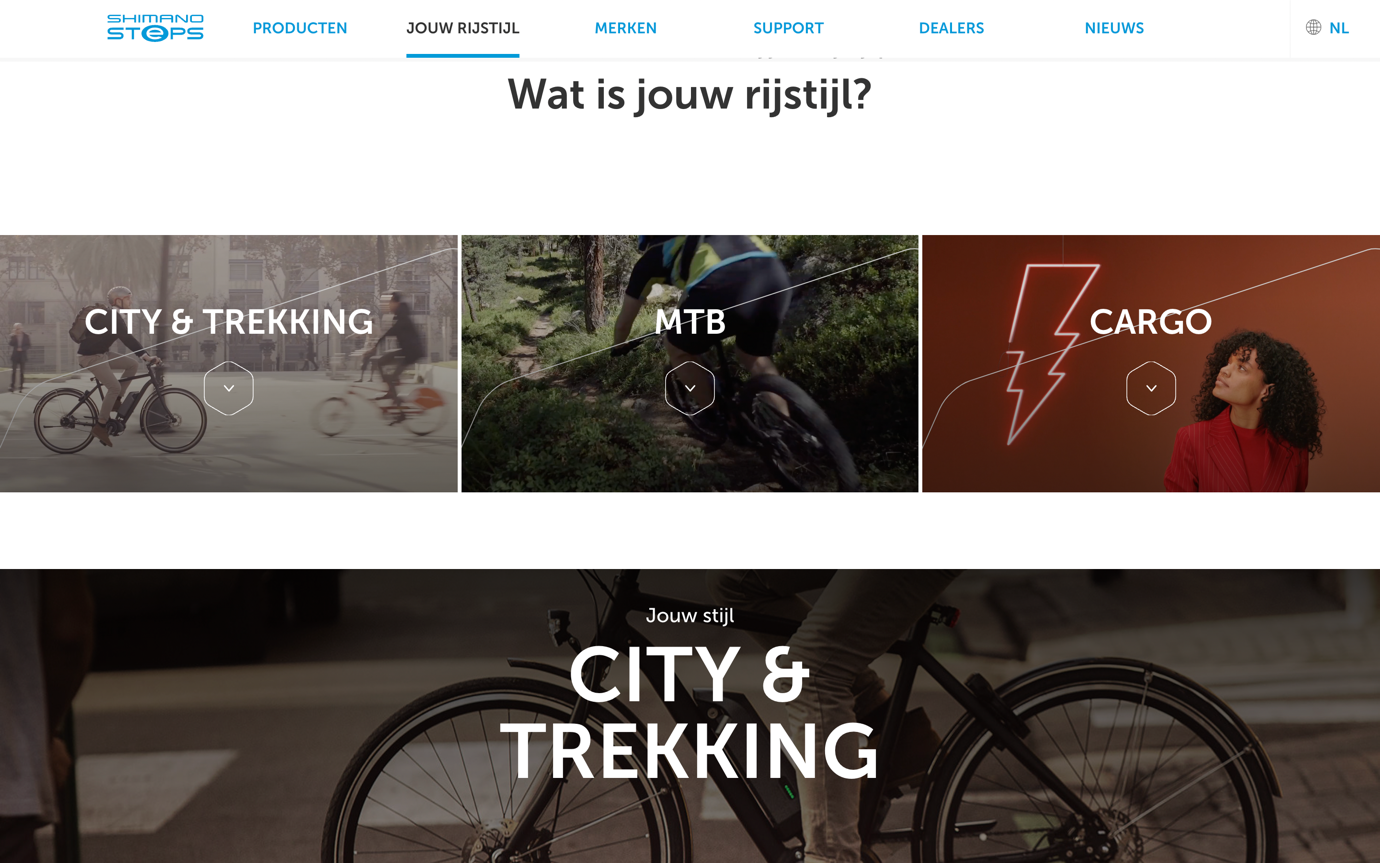 SHIMANO
STePS
PRODUCTEN
JOUW RIJSTIJL
MERKEN
SUPPORT
DEALERS
NIEUWS
NL
Wat is jouw rijstijl?
CITY & TREKKING
MTB
CARGO
Jouw stijl
CITY &
TREKKING